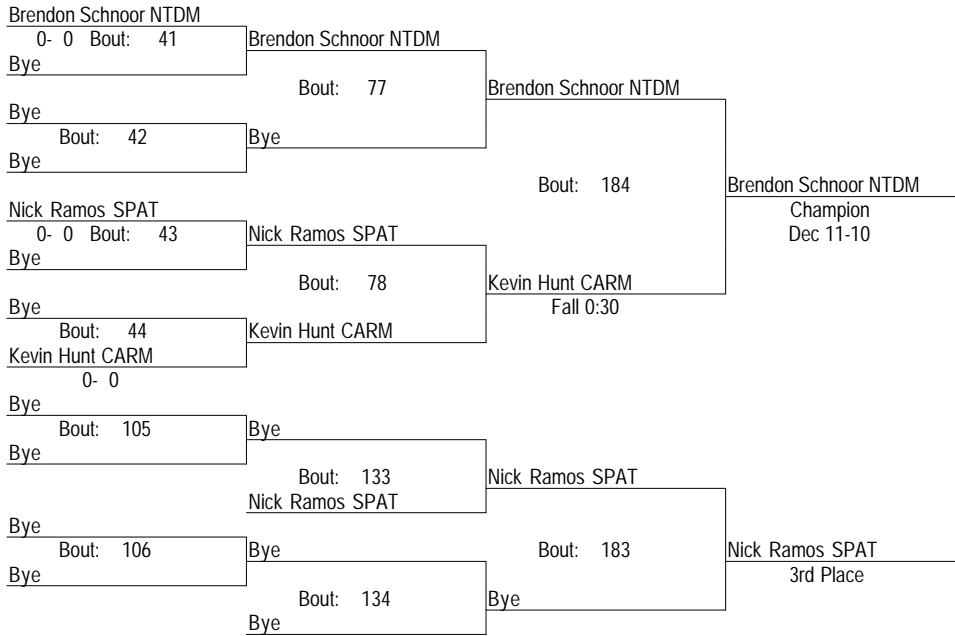 Brendon Schnoor NTDM
0- 0 Bout: 41
Brendon Schnoor NTDM
Bye
Bout: 77
Brendon Schnoor NTDM
Bye
Bout: 42
Bye
Bye
Bout: 184
Brendon Schnoor NTDM
Champion
Dec 11-10
Nick Ramos SPAT
0- 0 Bout: 43
Nick Ramos SPAT
Bye
Bout: 78
Kevin Hunt CARM
Fall 0:30
Bye
Bout: 44
Kevin Hunt CARM
Kevin Hunt CARM
0- 0
Bye
Bout: 105
Bye
Bye
Bout: 133
Nick Ramos SPAT
Nick Ramos SPAT
Bye
Bout: 106
Bye
Bye
Bout: 183
Nick Ramos SPAT
3rd Place
Bout: 134
Bye
Bye